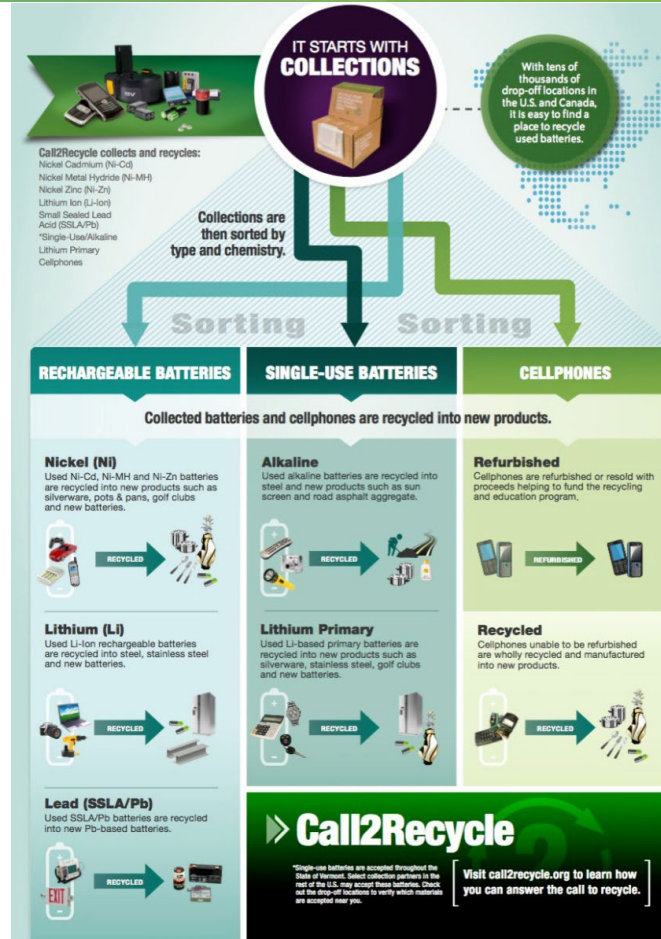 IT STARTS WITH
COLLECTIONS
With tens of
thousands of
drop-off locations in
the U.S. and Canada,
it is easy to find a
place to recycle
used batteries.
Call2Recycle collects and recycles:
Nickel Cadmium (Ni-Cd)
Nickel Metal Hydride (Ni-MH)
Nickel Zinc (Ni-Zn)
Lithium Ion (Li-Ion)
Small Sealed Lead
Acid (SSLA/Pb)
*Single-Use/Alkaline
Lithium Primary
Cellphones
Collections are
then sorted by
type and chemistry.
Sorting
Sorting
RECHARGEABLE BATTERIES
SINGLE-USE BATTERIES
CELLPHONES
Collected batteries and cellphones are recycled into new products.
Nickel (Ni)
Used Ni-Cd, Ni-MH and Ni-Zn batteries
are recycled into new products such as
silverware, pots & pans, golf clubs
and new batteries.
RECYCLED
Lithium (Li)
Used Li-Ion rechargeable batteries
are recycled into steel, stainless steel
and new batteries.
RECYCLED
Lead (SSLA/Pb)
Used SSLA/Pb batteries are recycled
into new Pb-based batteries.
EXIT
RECYCLED
Alkaline
Used alkaline batteries are recycled into
steel and new products such as sun
screen and road asphalt aggregate.
RECYCLED
Lithium Primary
Used Li-based primary batteries are
recycled into new products such as
silverware, stainless steel, golf clubs
and new batteries.
RECYCLED
Refurbished
Cellphones are refurbished or resold with
proceeds helping to fund the recycling
and education program.
REFURBISHED
Recycled
Cellphones unable to be refurbished
are wholly recycled and manufactured
into new products.
RECYCLED
Call2Recycle
*Single-use batteries are accepted throughout the
State of Vermont. Select collection partners in the
rest of the U.S. may accept these batteries. Check
out the drop-off locations to verify which materials
are accepted near you.
Visit call2recycle.org to learn how
you can answer the call to recycle.